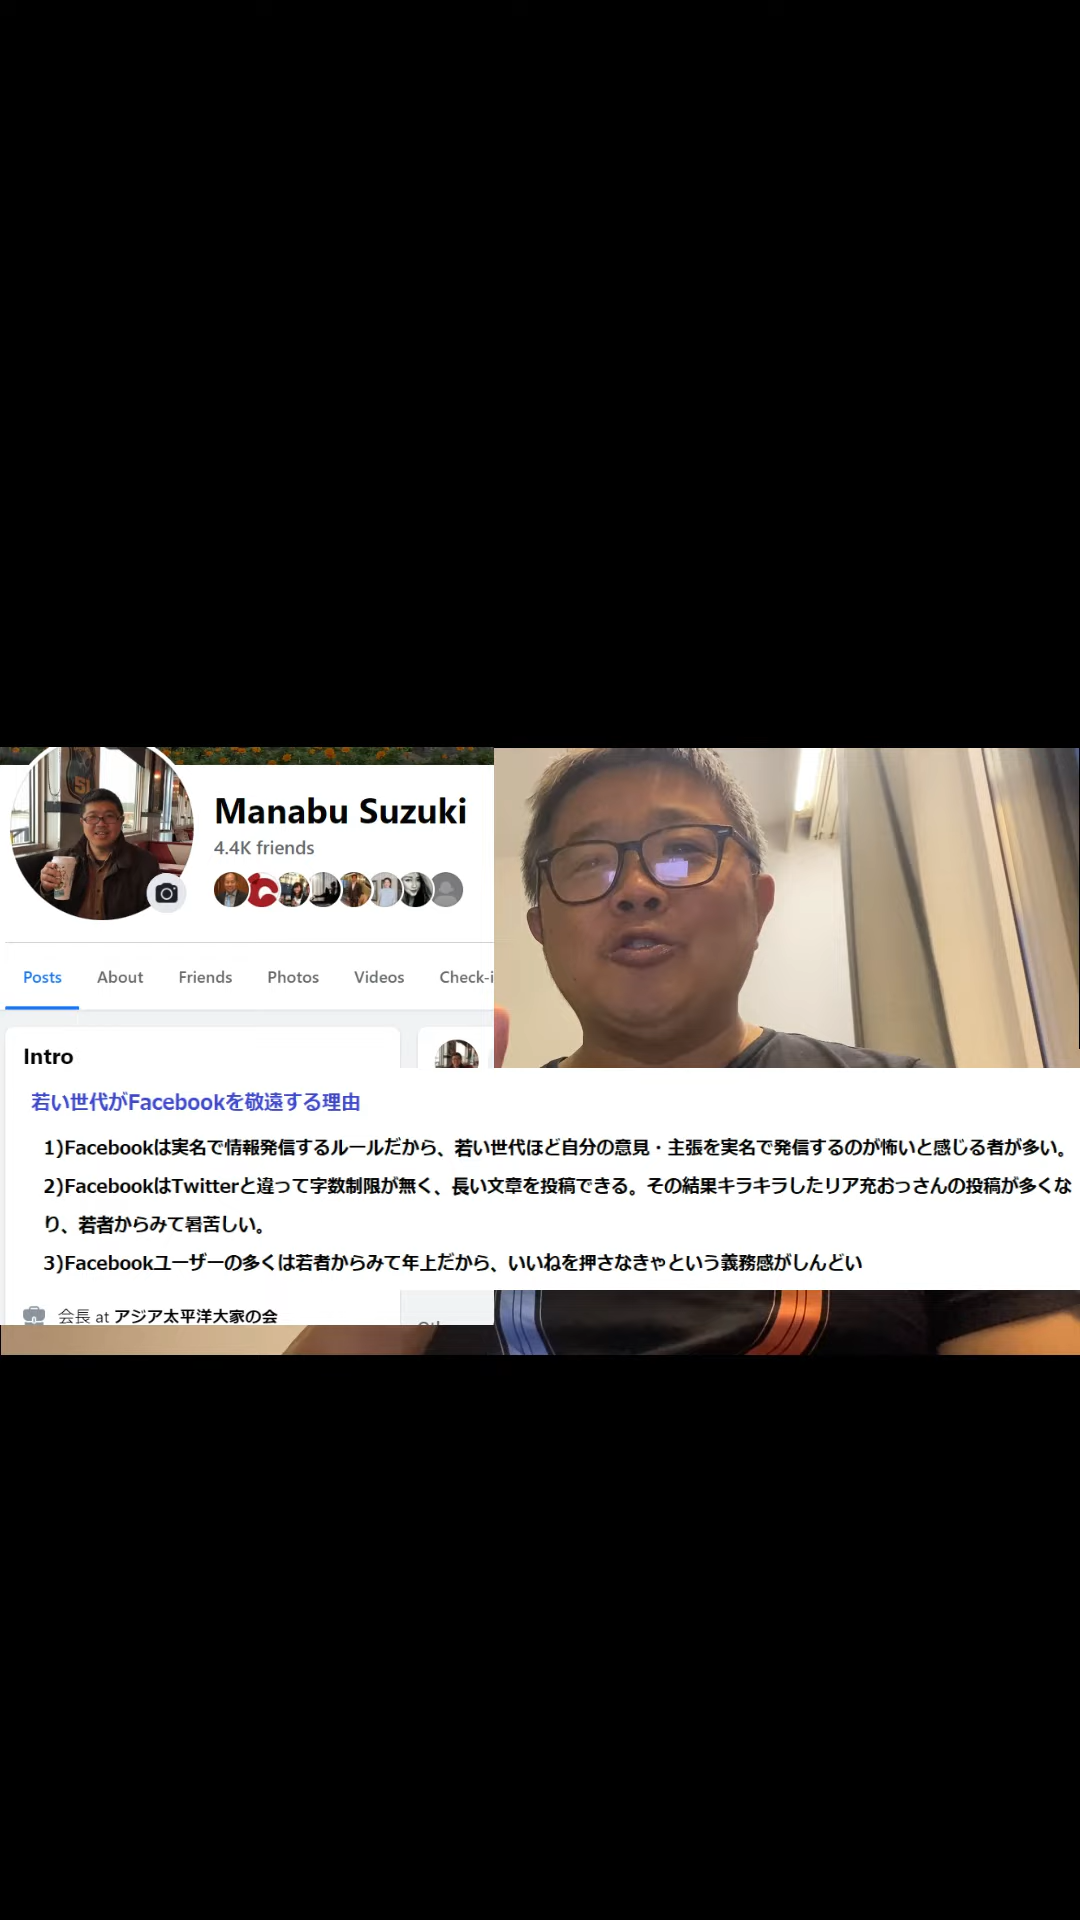 Manabu Suzuki
4.4K friends
Posts About Friends Photos Videos Check-i
Intro
若い世代がFacebookを敬遠する理由
1)Facebookは実名で情報発信するルールだから、若い世代ほど自分の意見・主張を実名で発信するのが怖いと感じる者が多い。
2)FacebookはTwitterと違って字数制限が無く、長い文章を投稿できる。その結果キラキラしたリア充おっさんの投稿が多くな
り、若者からみて暑苦しい。
3)Facebookユーザーの多くは若者からみて年上だから、いいねを押さなきゃという義務感がしんどい
会長 at アジア太平洋大家の会